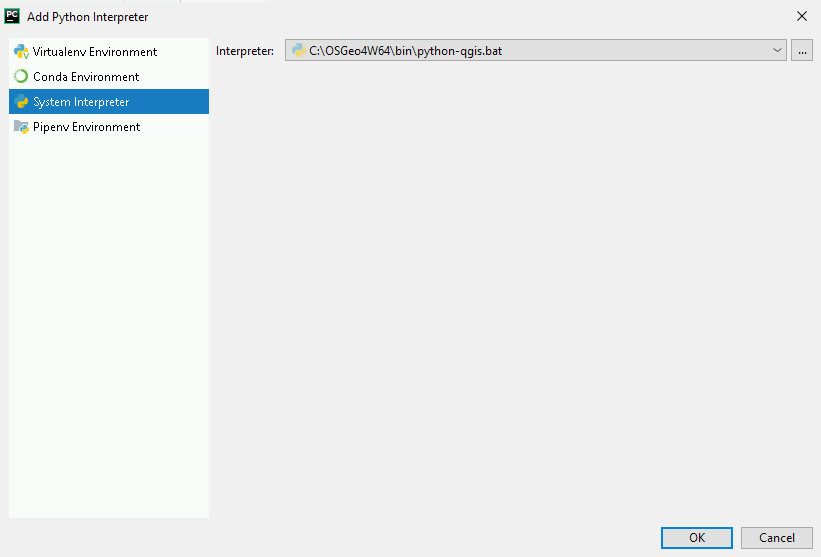 PC Add Python Interpreter
Virtualenv Environment
Conda Environment
System Interpreter
Pipenv Environment
Interpreter: C:\OSGeo4W64\bin\python-qgis.bat ...
OK Cancel